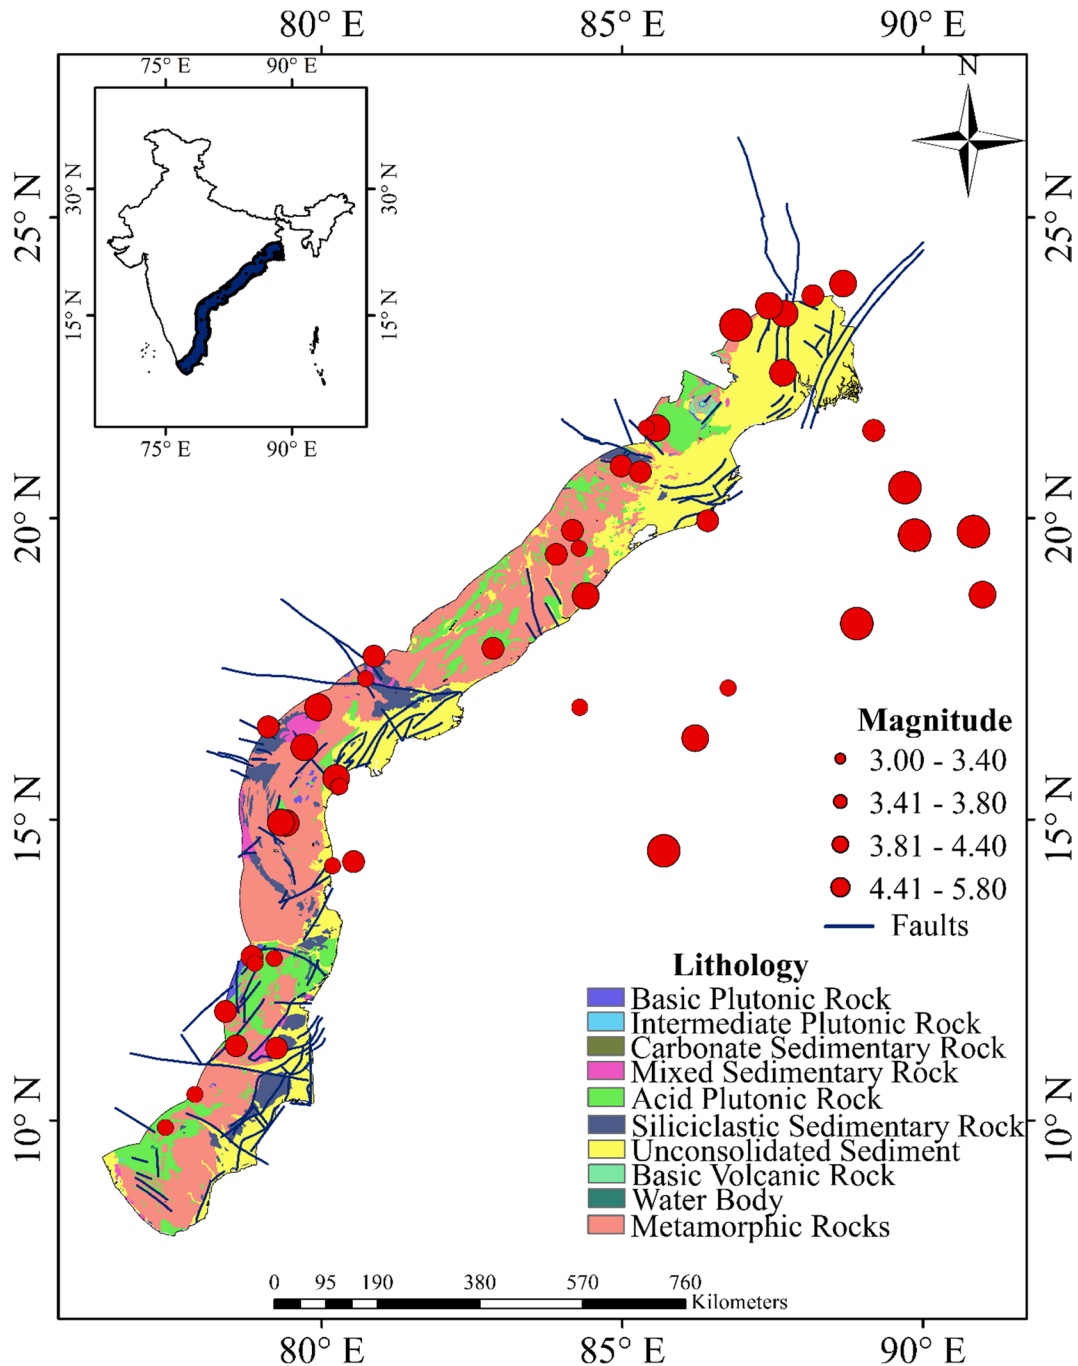 80° E 85° E 90° E
75° E 90° E
N
30° N 30° N
15° N 15° N
75° E 90° E
25° N 25° N
20° N 20° N
15° N 15° N
10° N 10° N
Magnitude
3.00 - 3.40
3.41 - 3.80
3.81 - 4.40
4.41 - 5.80
Faults
Lithology
Basic Plutonic Rock
Intermediate Plutonic Rock
Carbonate Sedimentary Rock
Mixed Sedimentary Rock
Acid Plutonic Rock
Siliciclastic Sedimentary Rock
Unconsolidated Sediment
Basic Volcanic Rock
Water Body
Metamorphic Rocks
0 95 190 380 570 760
Kilometers
80° E 85° E 90° E